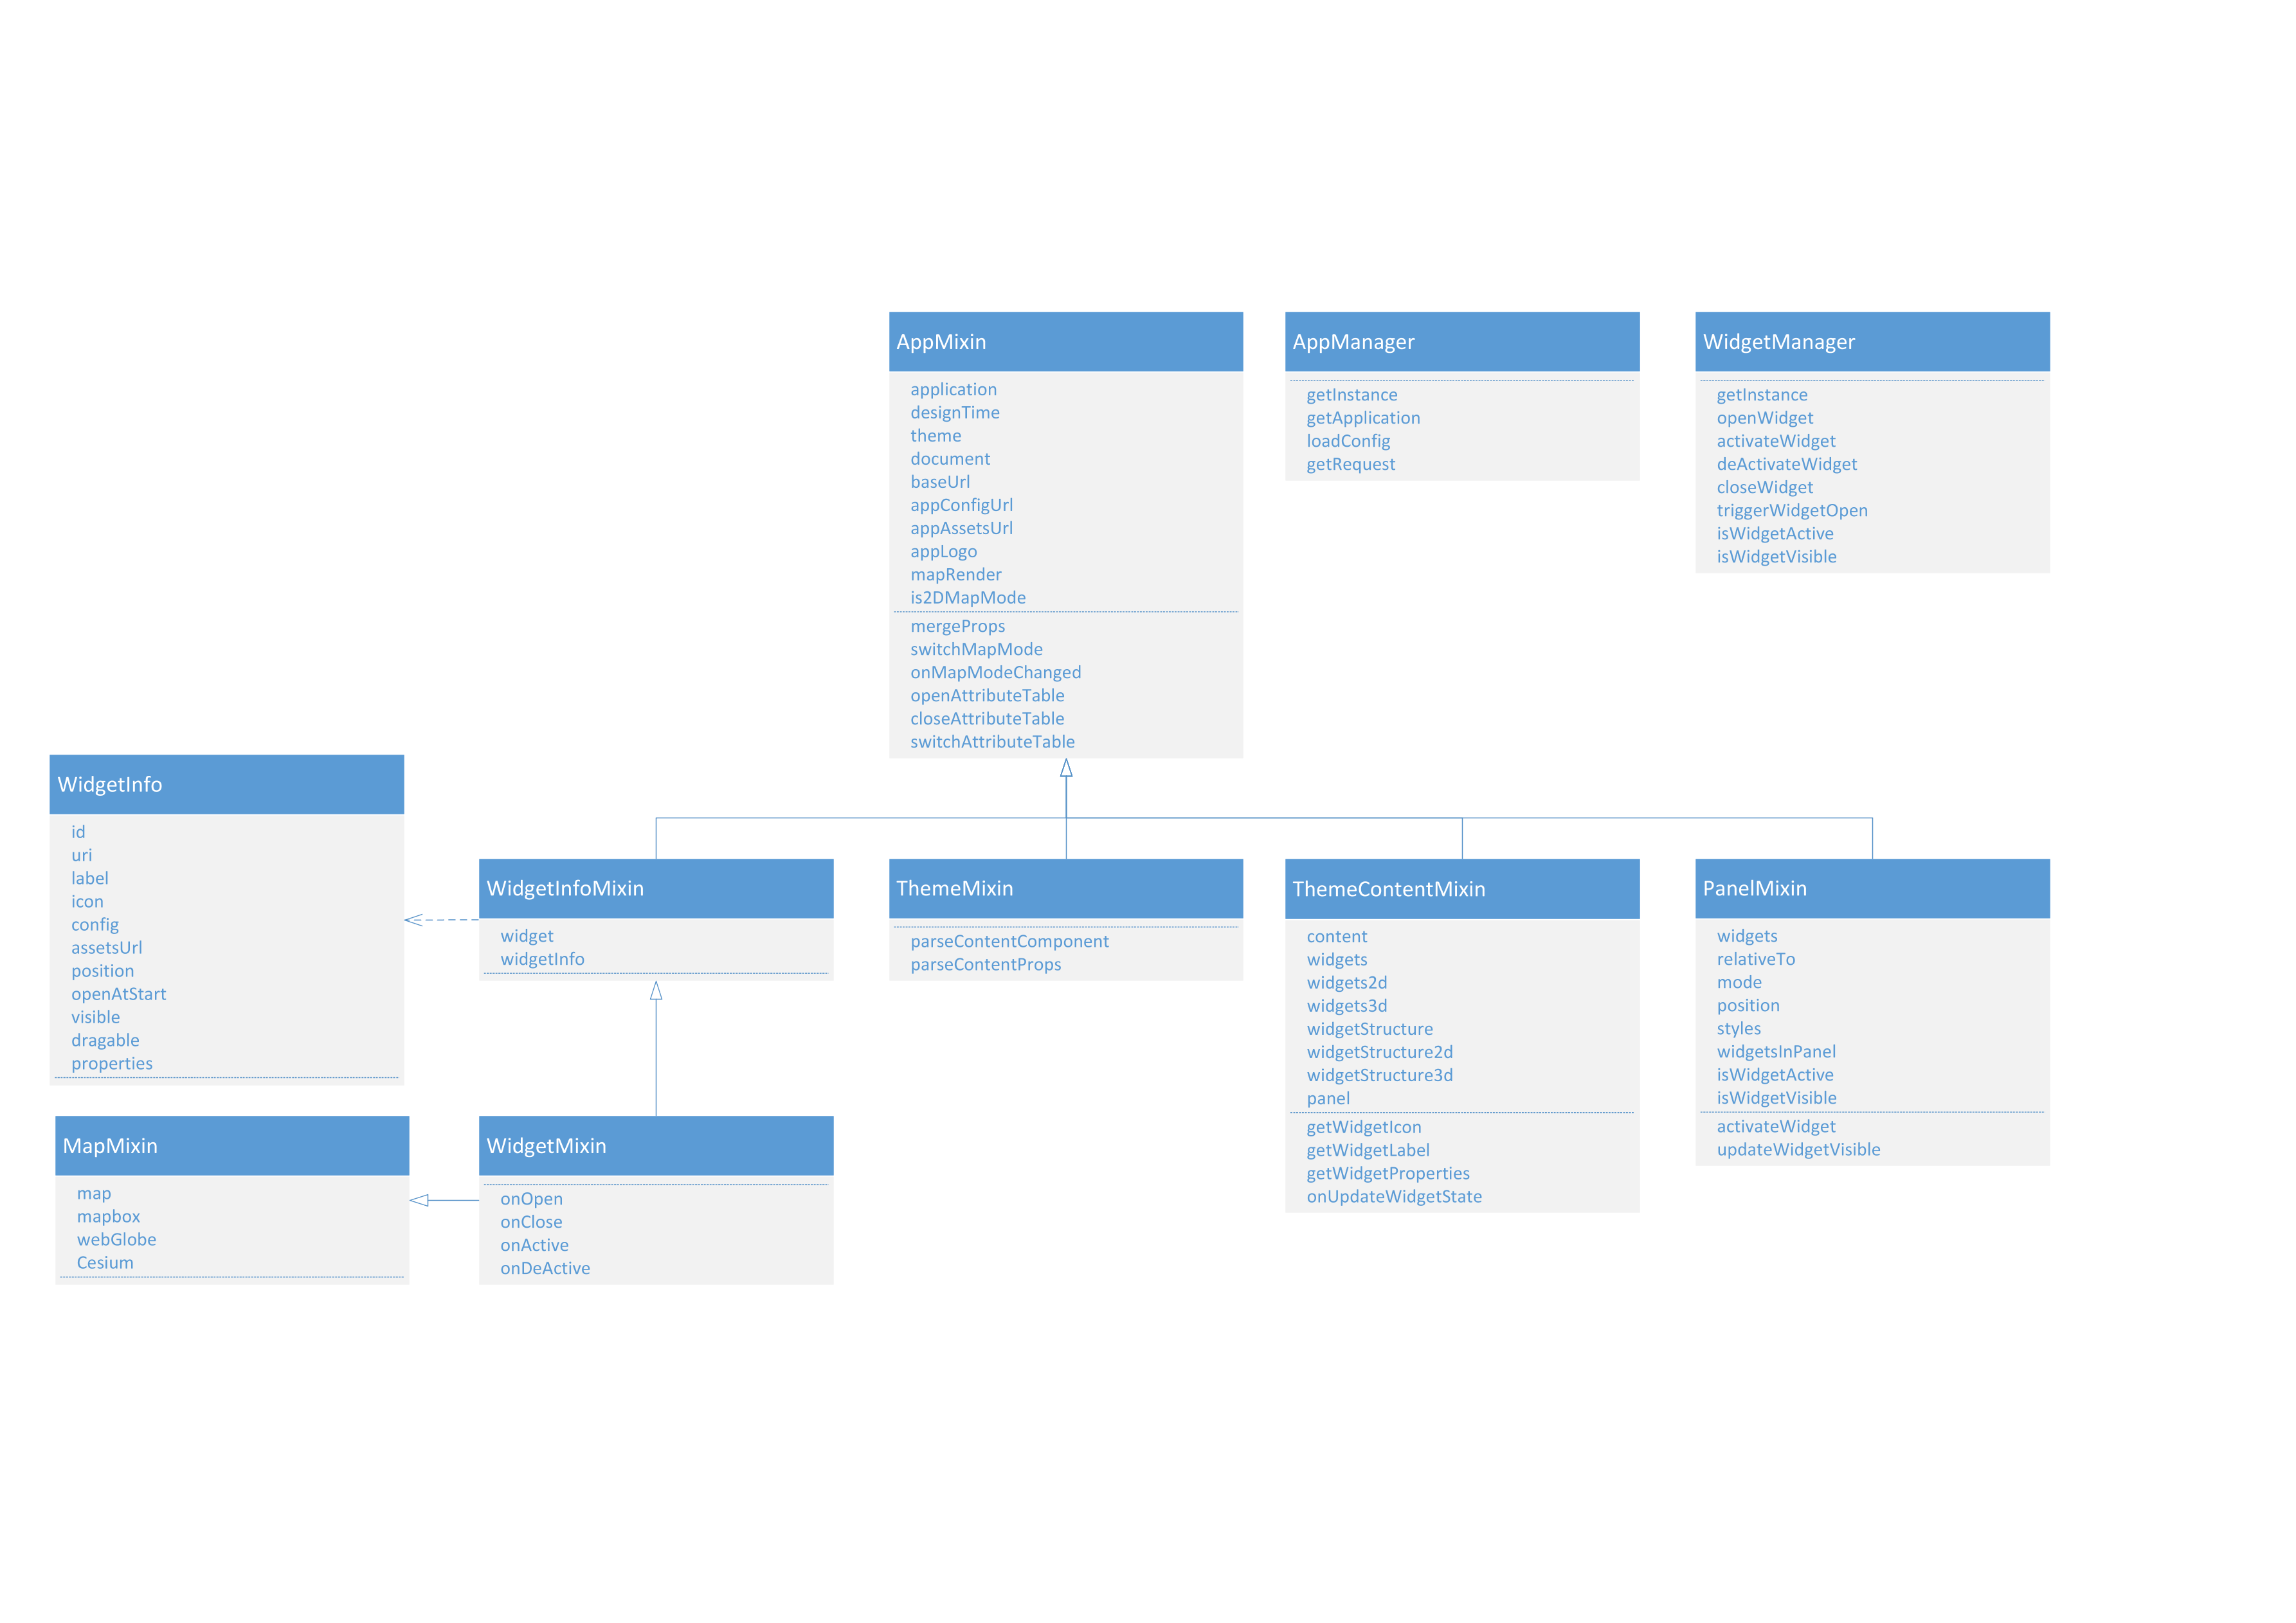 AppMixin
application
designTime
theme
document
baseUrl
appConfigUrl
appAssetsUrl
appLogo
mapRender
is2DMapMode
mergeProps
switchMapMode
onMapModeChanged
openAttributeTable
closeAttributeTable
switchAttributeTable
AppManager
getInstance
getApplication
loadConfig
getRequest
WidgetManager
getInstance
openWidget
activateWidget
deActivateWidget
closeWidget
triggerWidgetOpen
isWidgetActive
isWidgetVisible
WidgetInfo
id
uri
label
icon
config
assetsUrl
position
openAtStart
visible
dragable
properties
WidgetInfoMixin
widget
widgetInfo
ThemeMixin
parseContentComponent
parseContentProps
ThemeContentMixin
content
widgets
widgets2d
widgets3d
widgetStructure
widgetStructure2d
widgetStructure3d
panel
getWidgetIcon
getWidgetLabel
getWidgetProperties
onUpdateWidgetState
PanelMixin
widgets
relativeTo
mode
position
styles
widgetsInPanel
isWidgetActive
isWidgetVisible
activateWidget
updateWidgetVisible
MapMixin
map
mapbox
webGlobe
Cesium
WidgetMixin
onOpen
onClose
onActive
onDeActive